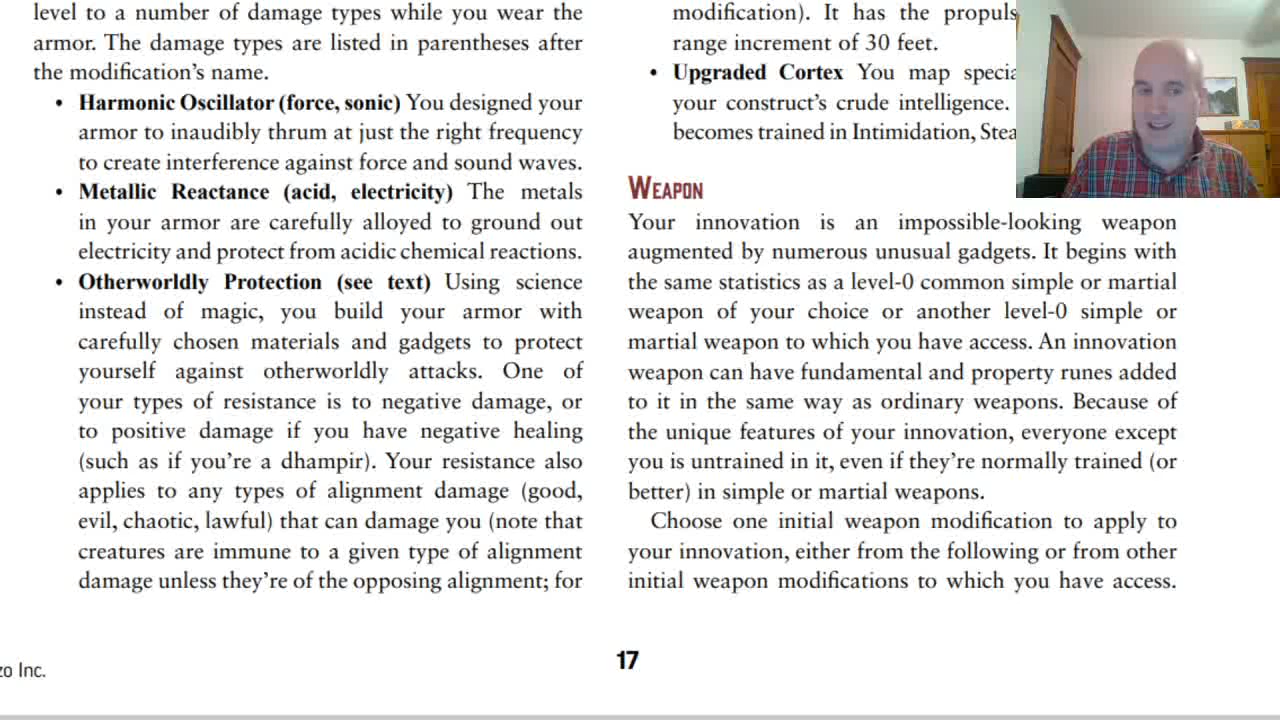 level to a number of damage types while you wear the
armor. The damage types are listed in parentheses after
the modification's name.
• Harmonic Oscillator (force, sonic) You designed your
armor to inaudibly thrum at just the right frequency
to create interference against force and sound waves.
• Metallic Reactance (acid, electricity) The metals
in your armor are carefully alloyed to ground out
electricity and protect from acidic chemical reactions.
• Otherworldly Protection (see text) Using science
instead of magic, you build your armor with
carefully chosen materials and gadgets to protect
yourself against otherworldly attacks. One of
your types of resistance is to negative damage, or
to positive damage if you have negative healing
(such as if you're a dhampir). Your resistance also
applies to any types of alignment damage (good,
evil, chaotic, lawful) that can damage you (note that
creatures are immune to a given type of alignment
damage unless they're of the opposing alignment; for
modification). It has the
range increment of 30 feet.
• Upgraded Cortex You map
your construct's crude intelligence.
becomes trained in Intimidation,
WEAPON
Your innovation is an impossible-looking weapon
augmented by numerous unusual gadgets. It begins with
the same statistics as a level-0 common simple or martial
weapon of your choice or another level-0 simple or
martial weapon to which you have access. An innovation
weapon can have fundamental and property runes added
to it in the same way as ordinary weapons. Because of
the unique features of your innovation, everyone except
you is untrained in it, even if they're normally trained (or
better) in simple or martial weapons.
Choose one initial weapon modification to apply to
your innovation, either from the following or from other
initial weapon modifications to which you have access.
17
zo Inc.